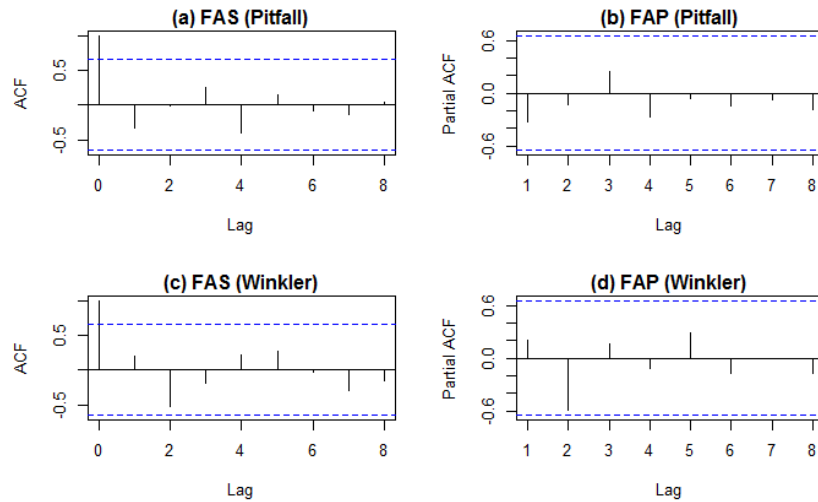 (a) FAS (Pitfall)
ACF
0.5
-0.5
0 2 4 6 8
Lag
(b) FAP (Pitfall)
Partial ACF
0.6
0.0
-0.6
1 2 3 4 5 6 7 8
Lag
(c) FAS (Winkler)
ACF
0.5
-0.5
0 2 4 6 8
Lag
(d) FAP (Winkler)
Partial ACF
0.6
0.0
-0.6
1 2 3 4 5 6 7 8
Lag